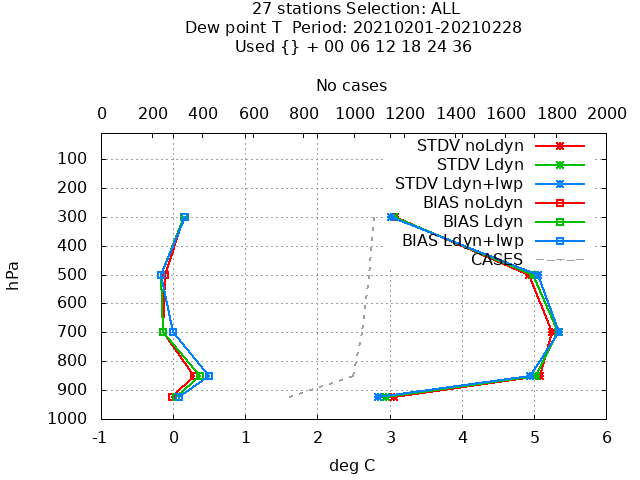 27 stations Selection: ALL
Dew point T  Period: 20210201-20210228
Used {} + 00 06 12 18 24 36
No cases
0 200 400 600 800 1000 1200 1400 1600 1800 2000
STDV noLdyn
STDV Ldyn
STDV Ldyn+lwp
BIAS noLdyn
BIAS Ldyn
BIAS Ldyn+lwp
CASES
hPa
100
200
300
400
500
600
700
800
900
1000
-1 0 1 2 3 4 5 6
deg C